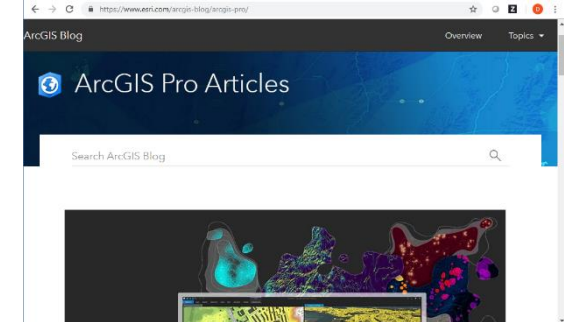 https://www.esri.com/arcgis-blog/arcgis-pro/
ArcGIS Blog
Overview
Topics
ArcGIS Pro Articles
Search ArcGIS Blog